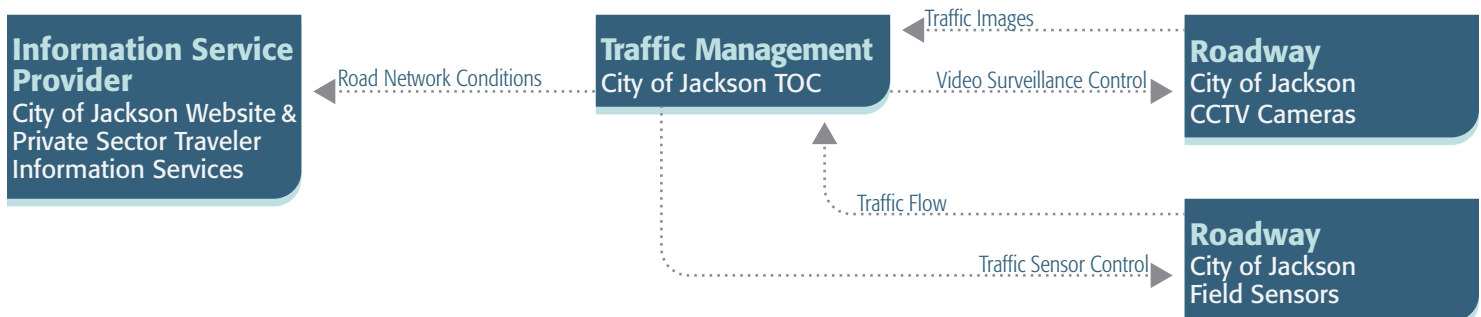 Information Service
Provider
City of Jackson Website &
Private Sector Traveler
Information Services
Road Network Conditions
Traffic Management
City of Jackson TOC
Traffic Images
Video Surveillance Control
Roadway
City of Jackson
CCTV Cameras
Traffic Flow
Traffic Sensor Control
Roadway
City of Jackson
Field Sensors